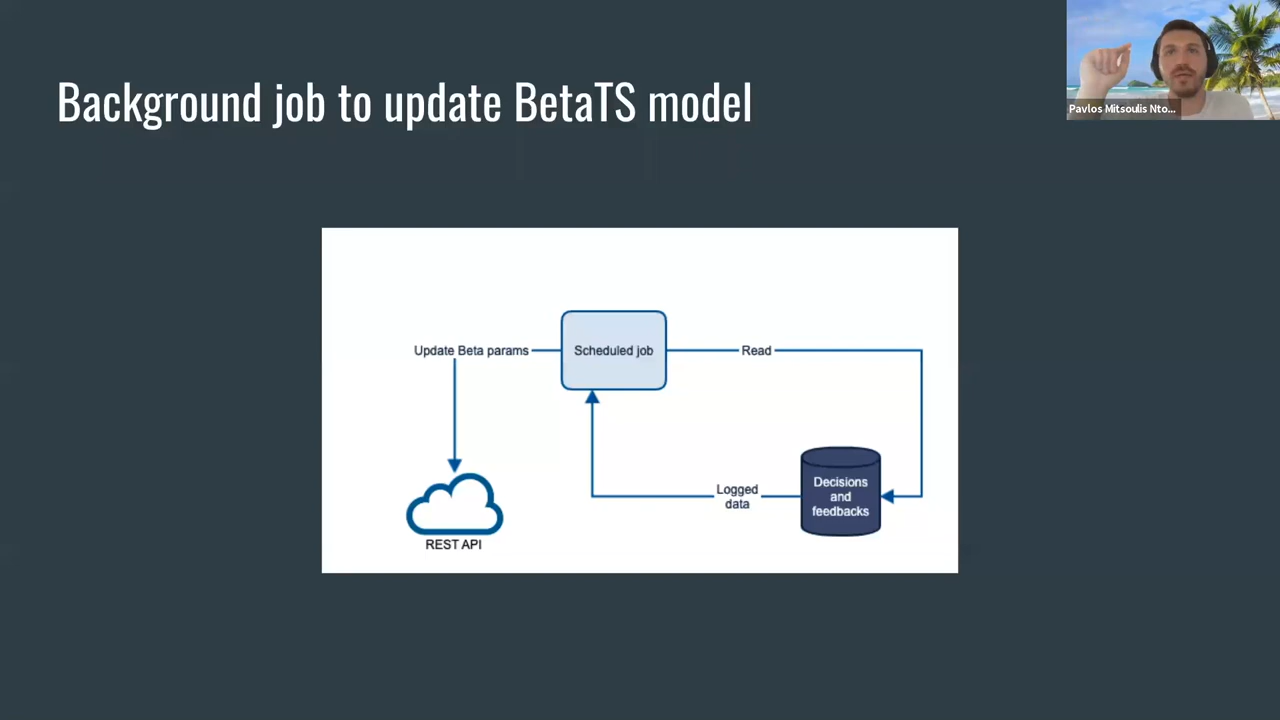 Background job to update BetaTS model
Pavlos Mitsoulis Nto...
Update Beta params
Scheduled job
Read
Decisions
and
feedbacks
Logged
data
REST API